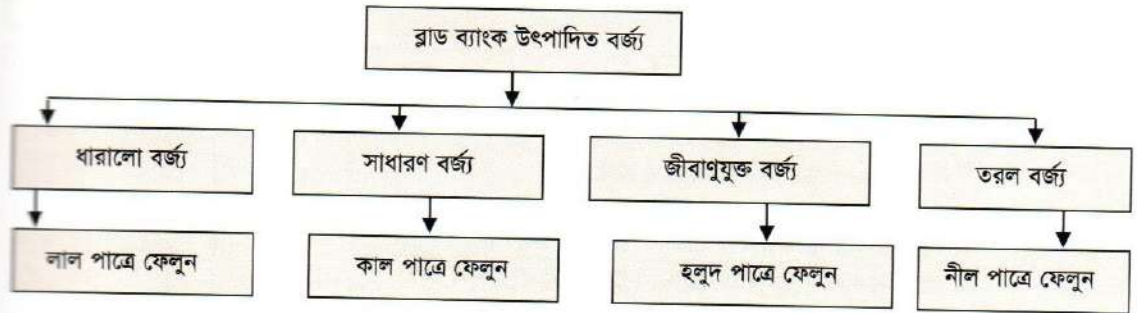 ব্লাড ব্যাংক উৎপাদিত বর্জ্য
ধারালো বর্জ্য
সাধারণ বর্জ্য
জীবাণুযুক্ত বর্জ্য
তরল বর্জ্য
লাল পাত্রে ফেলুন
কাল পাত্রে ফেলুন
হলুদ পাত্রে ফেলুন
নীল পাত্রে ফেলুন